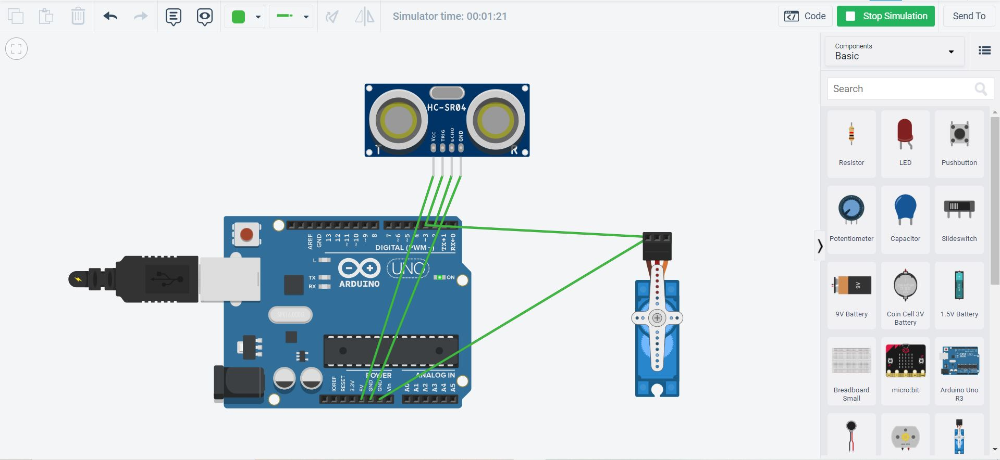 Simulator time: 00:01:21
Code
Stop Simulation
Send To
Components
Basic
Search
Resistor
LED
Pushbutton
Potentiometer
Capacitor
Slideswitch
9V
9V Battery
Coin Cell 3V
Battery
1.5V Battery
Breadboard
Small
micro:bit
Arduino Uno
R3
HC-SR04
VCC
TRIG
ECHO
GND
T
R
AREF
GND
13
12
~11
~10
~9
8
7
~6
~5
4
~3
2
TX→1
RX←0
DIGITAL (PWM~)
L
TX
RX
ARDUINO
UNO
ON
SPK16.000G
POWER
ANALOG IN
IOREF
RESET
3.3V
5V
GND
GND
Vin
A0
A1
A2
A3
A4
A5